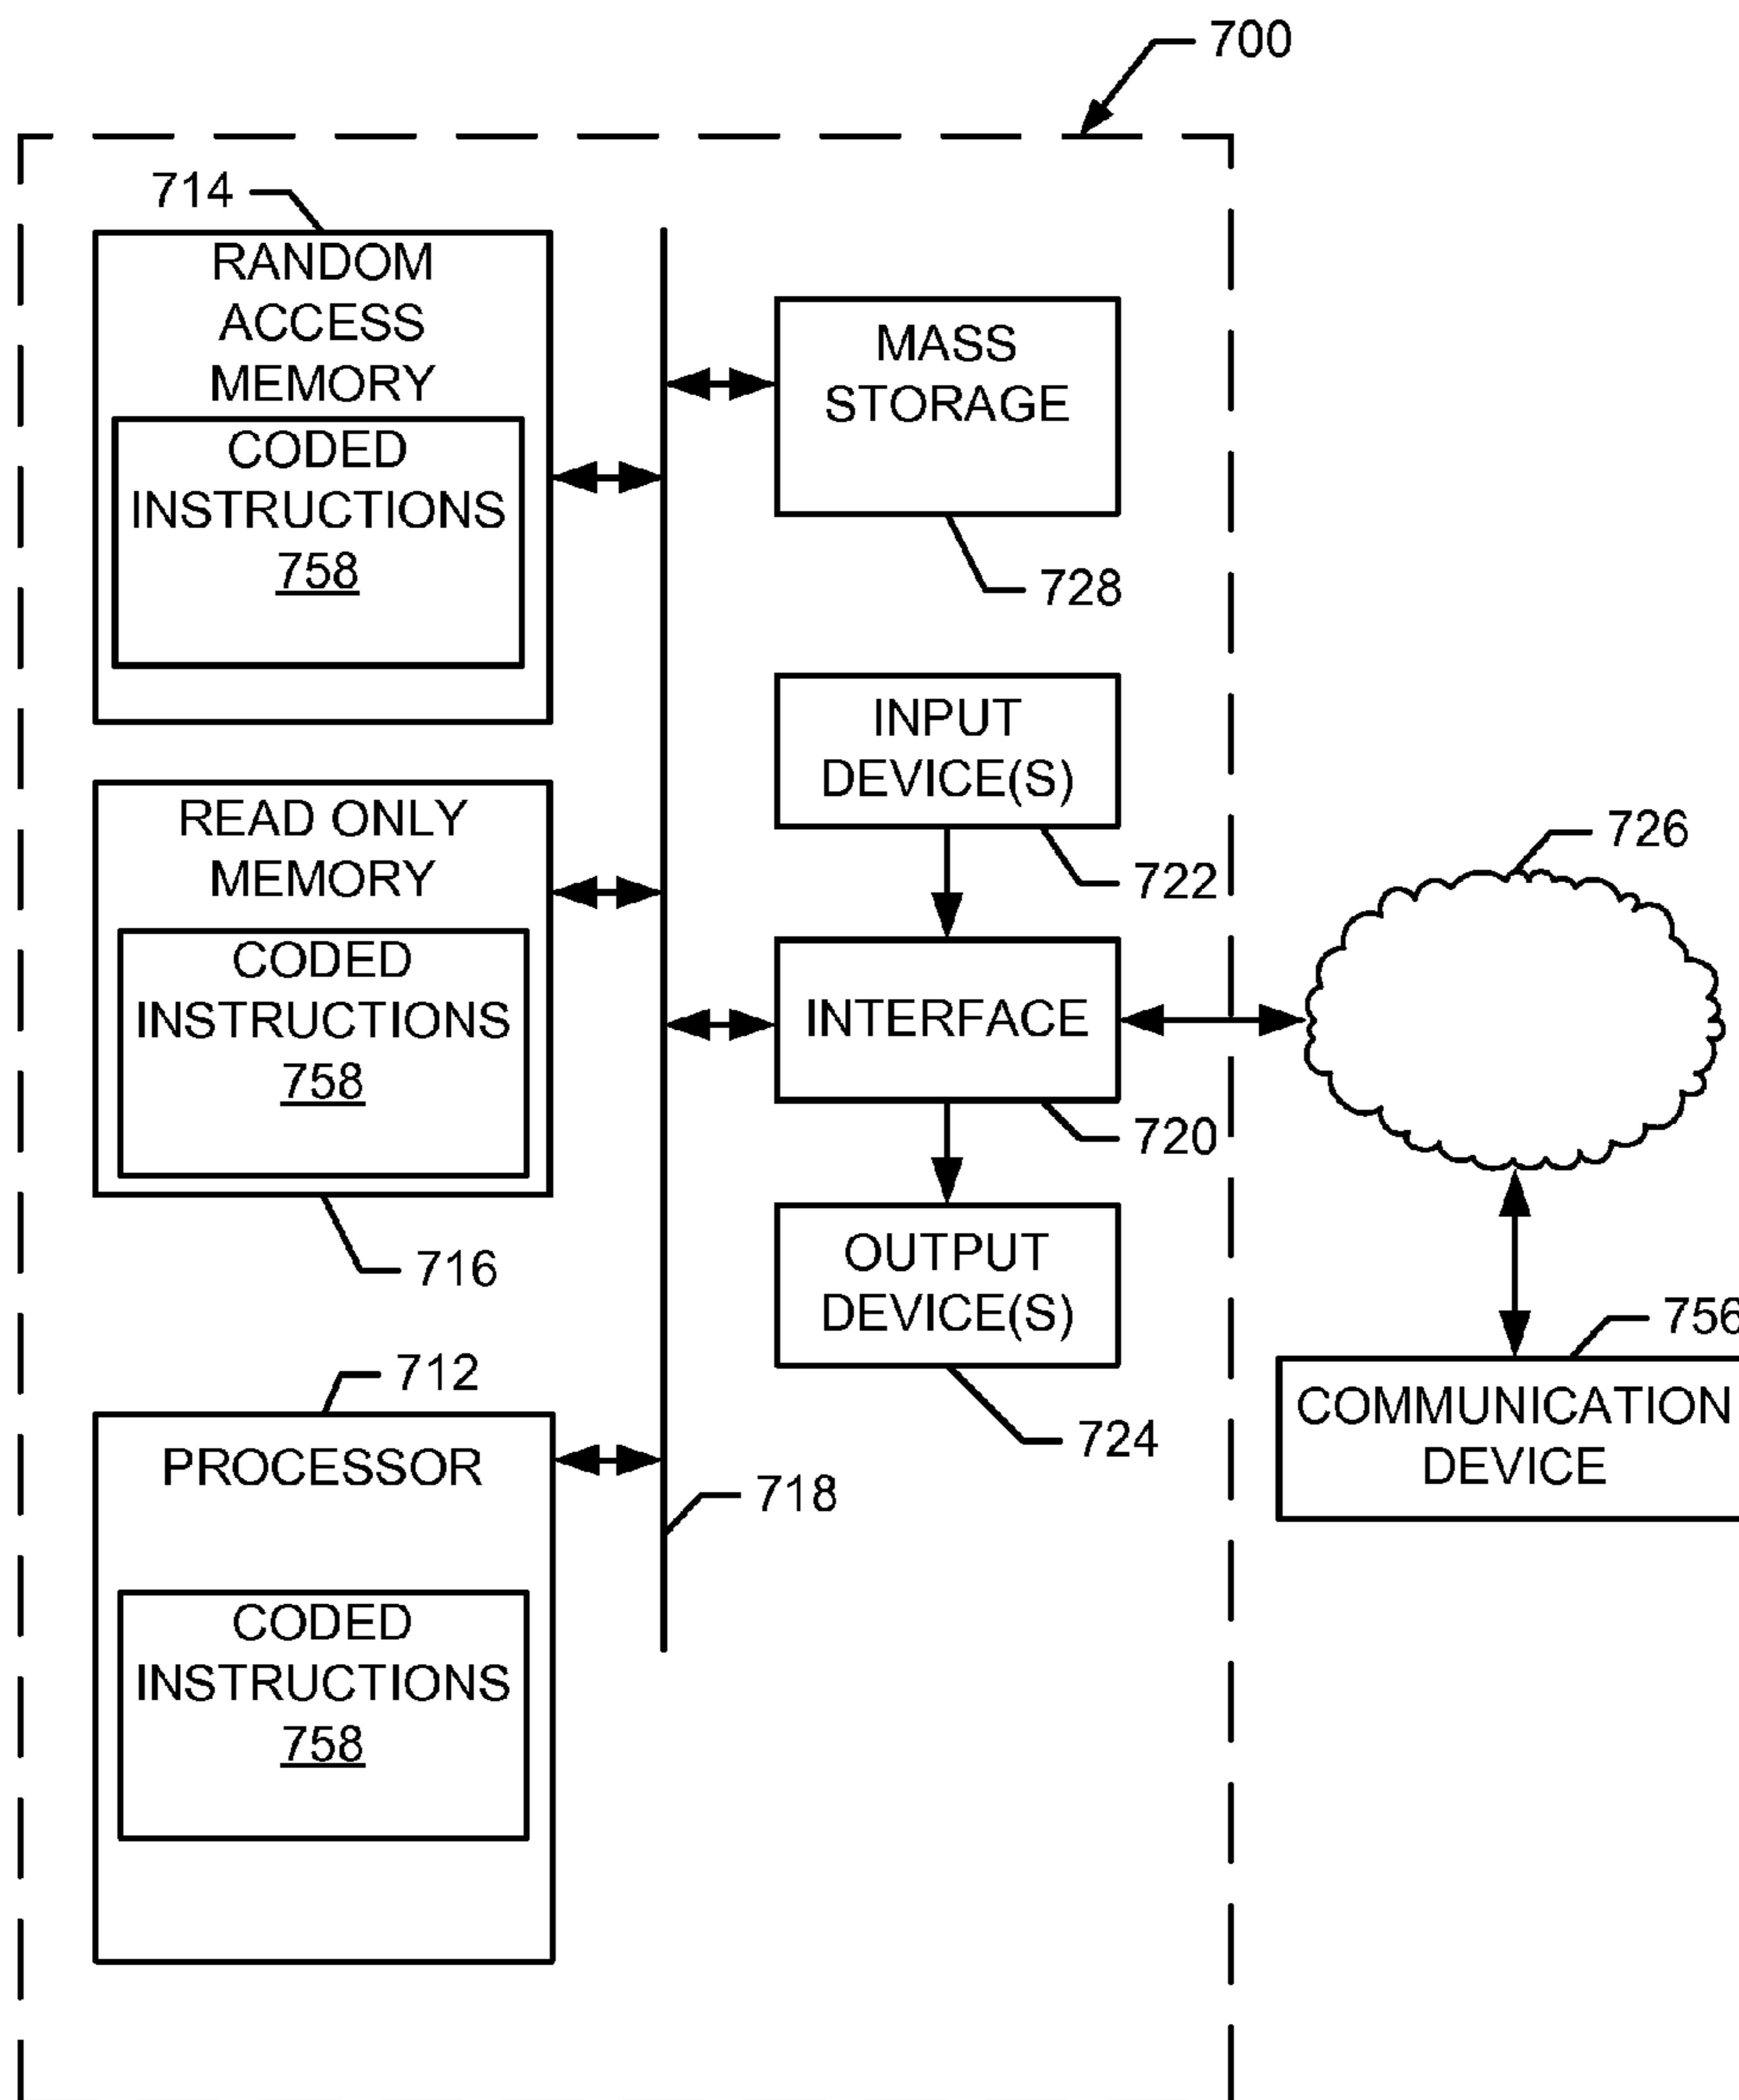 700
714
RANDOM
ACCESS
MEMORY
CODED
INSTRUCTIONS
758
MASS
STORAGE
728
INPUT
DEVICE(S)
722
READ ONLY
MEMORY
CODED
INSTRUCTIONS
758
716
INTERFACE
720
726
OUTPUT
DEVICE(S)
724
756
COMMUNICATION
DEVICE
712
PROCESSOR
CODED
INSTRUCTIONS
758
718